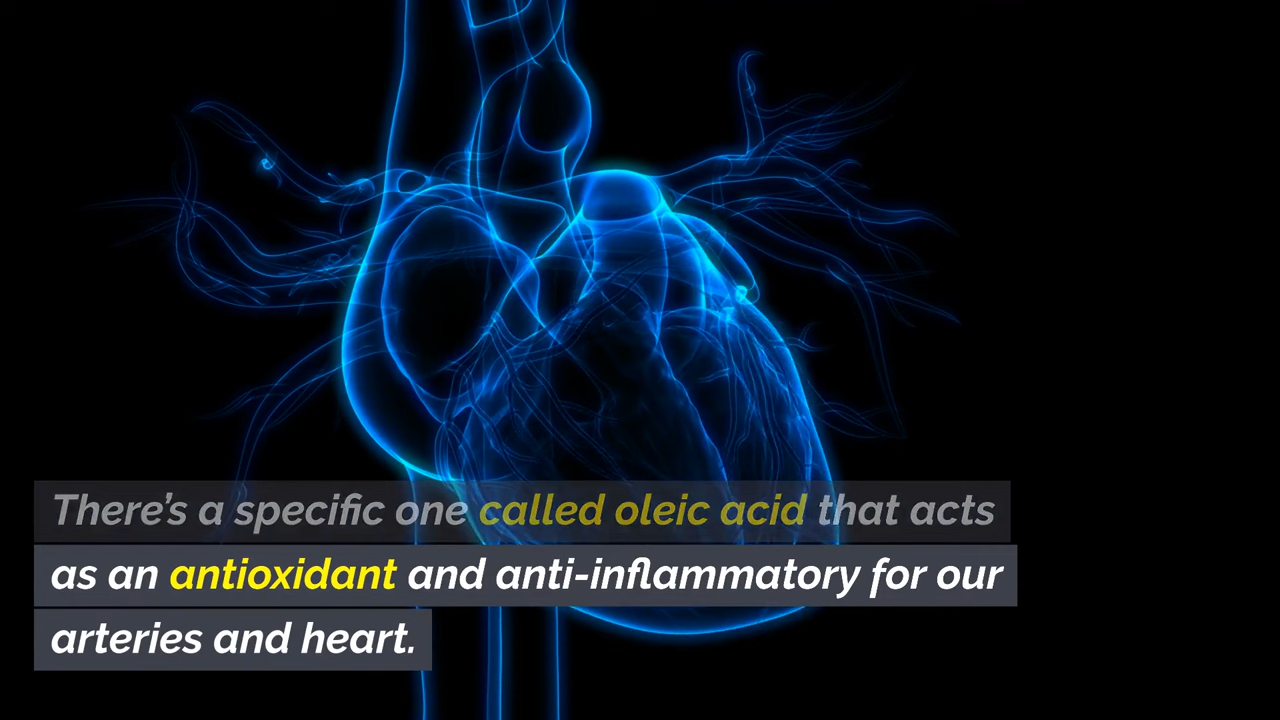 There’s a specific one called oleic acid that acts
as an antioxidant and anti-inflammatory for our
arteries and heart.